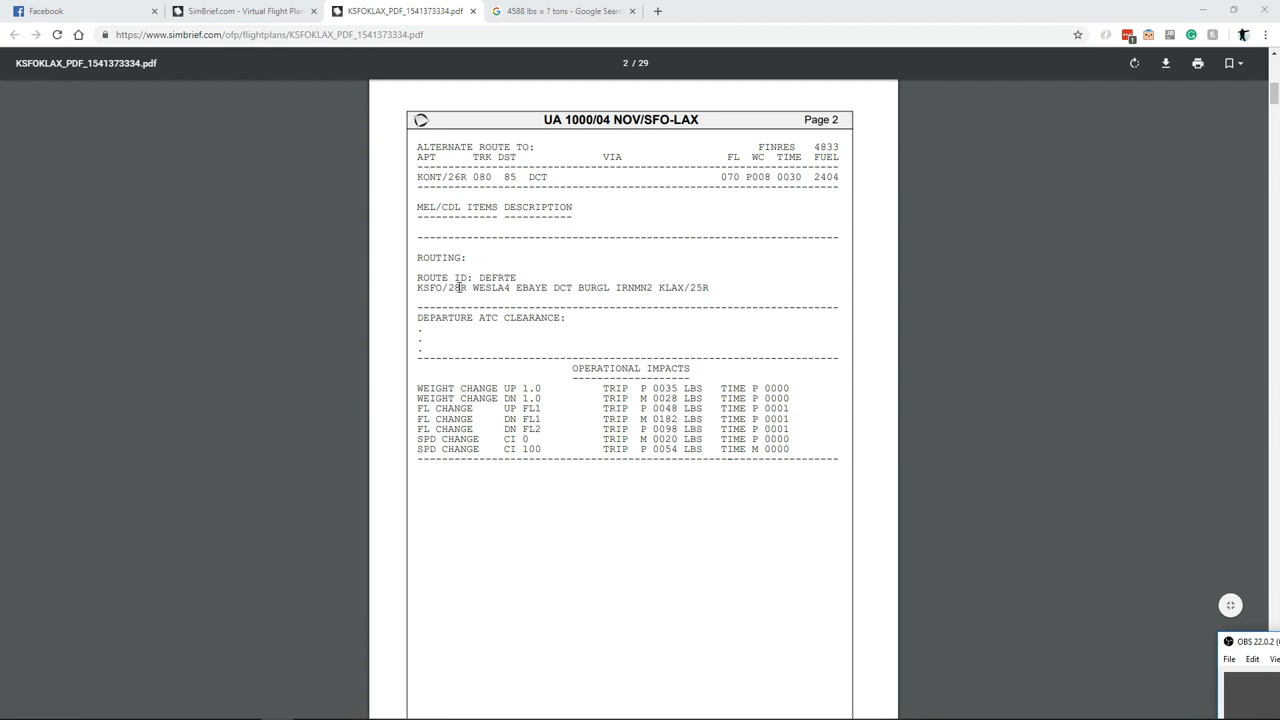 Facebook
SimBrief.com - Virtual Flight Plan
KSFOKLAX_PDF_1541373334.pdf
4588 lbs = ? tons - Google Sear
https://www.simbrief.com/ofp/flightplans/KSFOKLAX_PDF_1541373334.pdf
1
KSFOKLAX_PDF_1541373334.pdf
2 / 29
UA 1000/04 NOV/SFO-LAX Page 2
ALTERNATE ROUTE TO: FINRES 4833
APT TRK DST VIA FL WC TIME FUEL
--------------------------------------------------------------------
KONT/26R 080 85 DCT 070 P008 0030 2404
--------------------------------------------------------------------
MEL/CDL ITEMS DESCRIPTION
------------- -----------
--------------------------------------------------------------------
ROUTING:
ROUTE ID: DEFRTE
KSFO/28R WESLA4 EBAYE DCT BURGL IRNMN2 KLAX/25R
--------------------------------------------------------------------
DEPARTURE ATC CLEARANCE:
.
.
.
--------------------------------------------------------------------
OPERATIONAL IMPACTS
-------------------
WEIGHT CHANGE UP 1.0 TRIP P 0035 LBS TIME P 0000
WEIGHT CHANGE DN 1.0 TRIP M 0028 LBS TIME P 0000
FL CHANGE UP FL1 TRIP P 0048 LBS TIME P 0001
FL CHANGE DN FL1 TRIP M 0182 LBS TIME P 0001
FL CHANGE DN FL2 TRIP P 0098 LBS TIME P 0001
SPD CHANGE CI 0 TRIP M 0020 LBS TIME P 0000
SPD CHANGE CI 100 TRIP P 0054 LBS TIME M 0000
--------------------------------------------------------------------
OBS 22.0.2 (
File Edit Vie